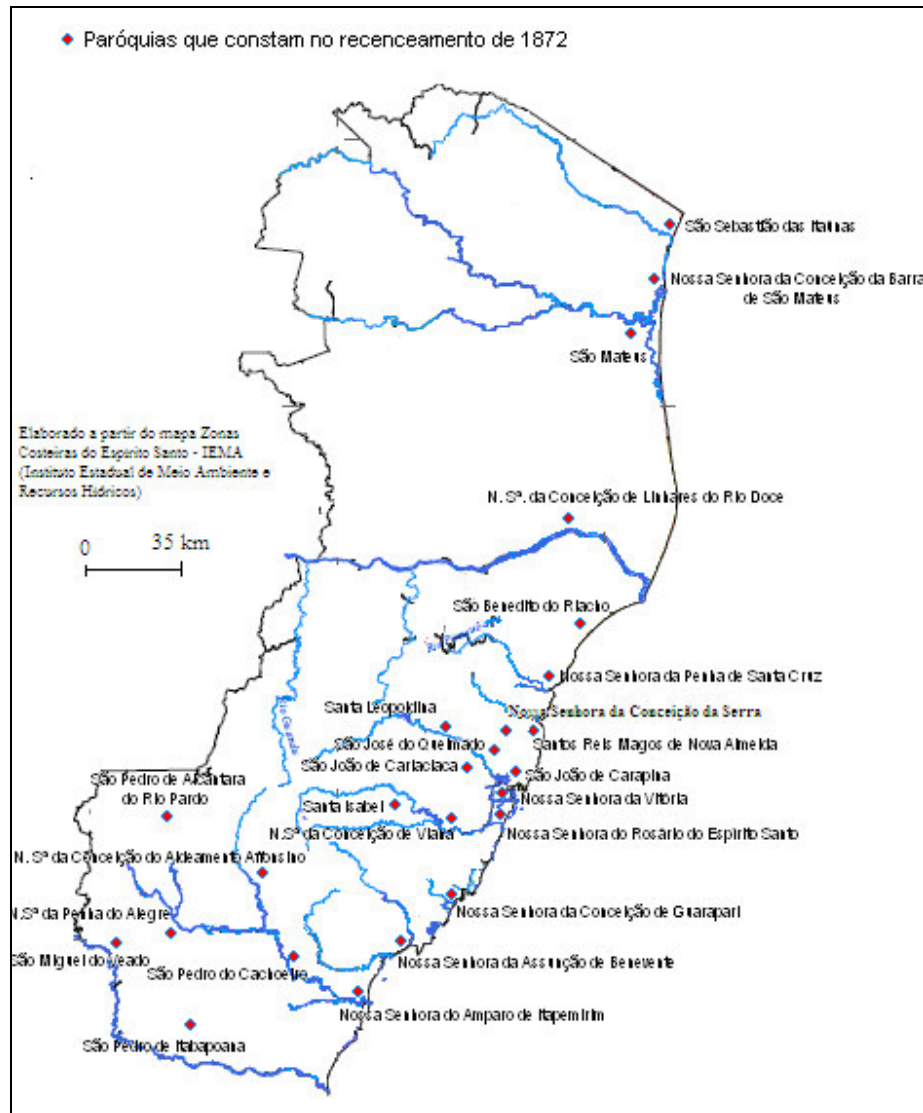 Paróquias que constam no recenceamento de 1872
São Sebastião das Itaúnas
Nossa Senhora da Conceição da Barra
de São Mateus
São Mateus
Elaborado a partir do mapa Zonas
Costeiras do Espírito Santo - IEMA
(Instituto Estadual de Meio Ambiente e
Recursos Hídricos)
0 35 km
N. Sª. da Conceição de Linhares do Rio Doce
São Benedito do Riacho
Nossa Senhora da Penha de Santa Cruz
Santa Leopoldina
Nossa Senhora da Conceição da Serra
Rio Grande
São José do Queimado
Santos Reis Magos de Nova Almeida
São João de Cariaciaca
São João de Carapina
São Pedro de Alcântara
do Rio Pardo
Santa Isabel
Nossa Senhora da Vitória
N.Sª da Conceição de Viana
Nossa Senhora do Rosário do Espírito Santo
N. Sª da Conceição do Aldeamento Affonsino
N.Sª da Penha do Alegre
Nossa Senhora da Conceição de Guarapari
São Miguel do Veado
São Pedro do Cachoeiro
Nossa Senhora da Assunção de Benevente
Nossa Senhora do Amparo de Itapemirim
São Pedro de Itabapoana